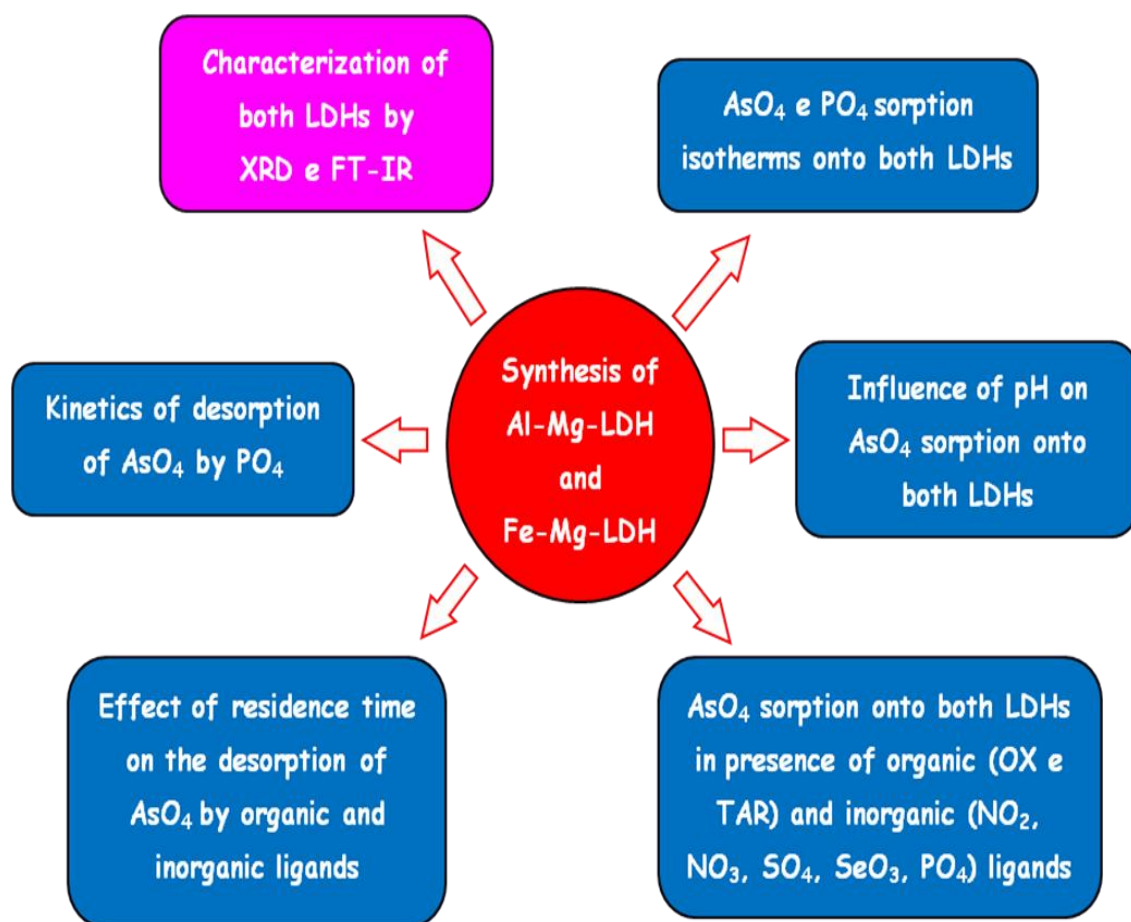 Characterization of
both LDHs by
XRD e FT-IR
AsO₄ e PO₄ sorption
isotherms onto both LDHs
Kinetics of desorption
of AsO₄ by PO₄
Synthesis of
Al-Mg-LDH
and
Fe-Mg-LDH
Influence of pH on
AsO₄ sorption onto
both LDHs
Effect of residence time
on the desorption of
AsO₄ by organic and
inorganic ligands
AsO₄ sorption onto both LDHs
in presence of organic (OX e
TAR) and inorganic (NO₂,
NO₃, SO₄, SeO₃, PO₄) ligands